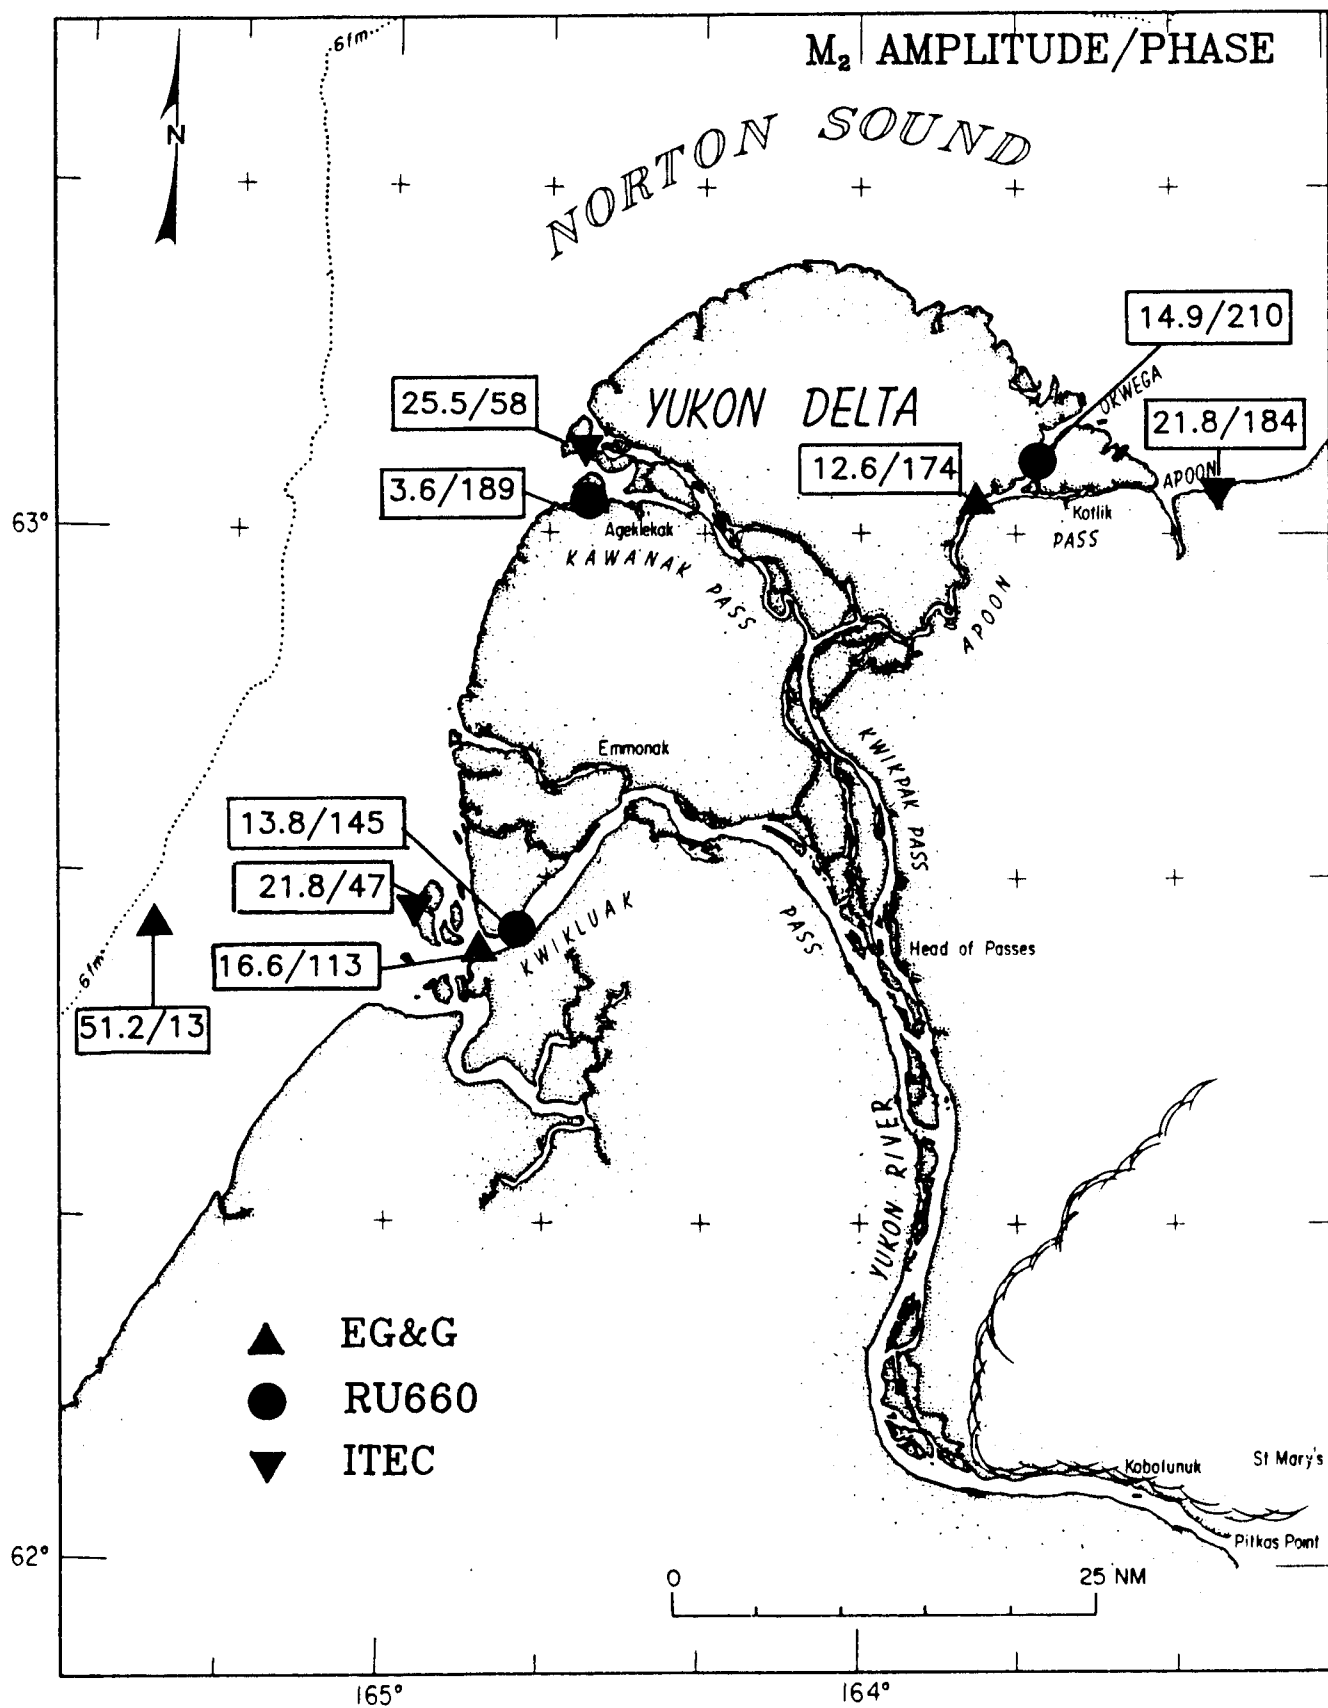 M₂ AMPLITUDE/PHASE
6fm
N
NORTON SOUND
14.9/210
25.5/58
YUKON DELTA
OKWEGA
21.8/184
12.6/174
3.6/189
APOON
63°
Ageklekak
Kotlik
PASS
KAWANAK PASS
APOON
Emmonak
KWIKPAK PASS
13.8/145
21.8/47
KWIKLUAK
PASS
Head of Passes
16.6/113
6fm
51.2/13
YUKON RIVER
EG&G
RU660
ITEC
Kobolunuk
St Mary's
Pitkas Point
62°
0 25 NM
165° 164°